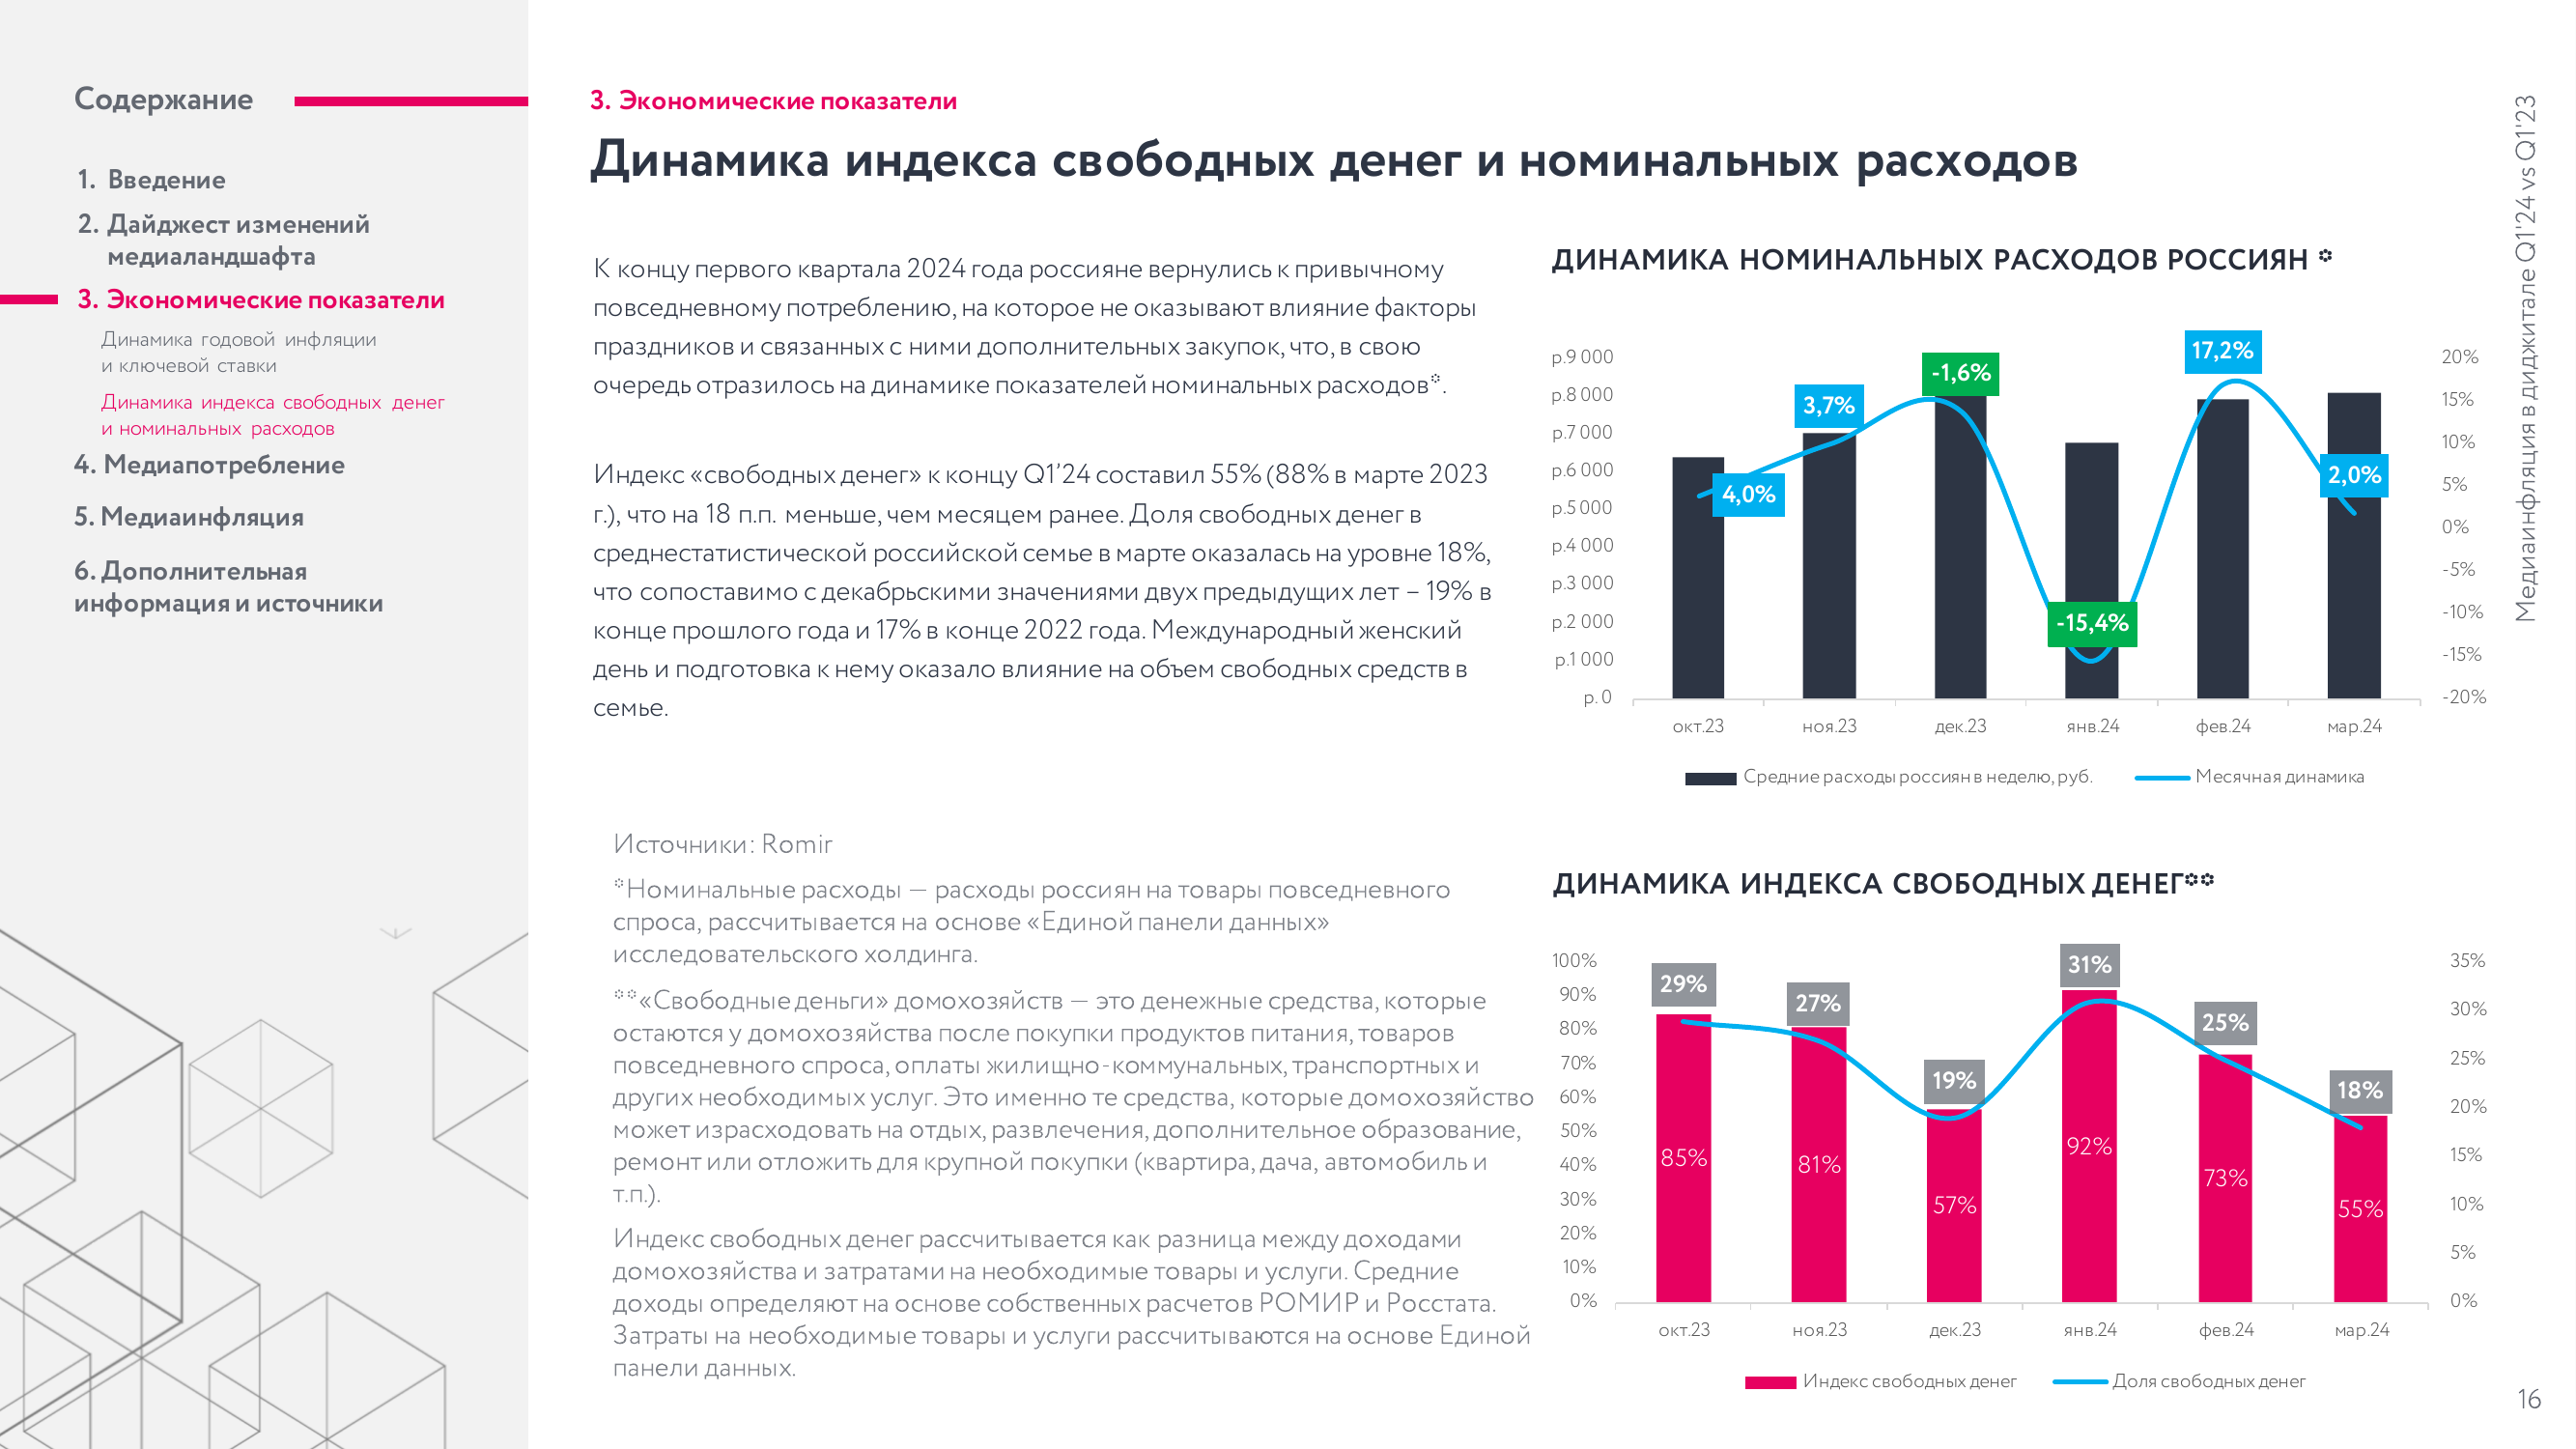 Содержание
1. Введение
2. Дайджест изменений
медиаландшафта
3. Экономические показатели
Динамика годовой инфляции
и ключевой ставки
Динамика индекса свободных денег
и номинальных расходов
4. Медиапотребление
5. Медиаинфляция
6. Дополнительная
информация и источники
3. Экономические показатели
Динамика индекса свободных денег и номинальных расходов
К концу первого квартала 2024 года россияне вернулись к привычному
повседневному потреблению, на которое не оказывают влияние факторы
праздников и связанных с ними дополнительных закупок, что, в свою
очередь отразилось на динамике показателей номинальных расходов*.
Индекс «свободных денег» к концу Q1’24 составил 55% (88% в марте 2023
г.), что на 18 п.п. меньше, чем месяцем ранее. Доля свободных денег в
среднестатистической российской семье в марте оказалась на уровне 18%,
что сопоставимо с декабрьскими значениями двух предыдущих лет – 19% в
конце прошлого года и 17% в конце 2022 года. Международный женский
день и подготовка к нему оказало влияние на объем свободных средств в
семье.
Источники: Romir
*Номинальные расходы — расходы россиян на товары повседневного
спроса, рассчитывается на основе «Единой панели данных»
исследовательского холдинга.
**«Свободные деньги» домохозяйств — это денежные средства, которые
остаются у домохозяйства после покупки продуктов питания, товаров
повседневного спроса, оплаты жилищно-коммунальных, транспортных и
других необходимых услуг. Это именно те средства, которые домохозяйство
может израсходовать на отдых, развлечения, дополнительное образование,
ремонт или отложить для крупной покупки (квартира, дача, автомобиль и
т.п.).
Индекс свободных денег рассчитывается как разница между доходами
домохозяйства и затратами на необходимые товары и услуги. Средние
доходы определяют на основе собственных расчетов РОМИР и Росстата.
Затраты на необходимые товары и услуги рассчитываются на основе Единой
панели данных.
ДИНАМИКА НОМИНАЛЬНЫХ РАСХОДОВ РОССИЯН *
р.9 000
р.8 000
р.7 000
р.6 000
р.5 000
р.4 000
р.3 000
р.2 000
р.1 000
р. 0
4,0%
3,7%
-1,6%
-15,4%
17,2%
2,0%
20%
15%
10%
5%
0%
-5%
-10%
-15%
-20%
окт.23 ноя.23 дек.23 янв.24 фев.24 мар.24
Средние расходы россиян в неделю, руб. Месячная динамика
ДИНАМИКА ИНДЕКСА СВОБОДНЫХ ДЕНЕГ**
100%
90%
80%
70%
60%
50%
40%
30%
20%
10%
0%
29% 27% 19% 31% 25% 18%
85% 81% 57% 92% 73% 55%
35%
30%
25%
20%
15%
10%
5%
0%
окт.23 ноя.23 дек.23 янв.24 фев.24 мар.24
Индекс свободных денег Доля свободных денег
Медиаинфляция в диджитале Q1'24 vs Q1'23
16